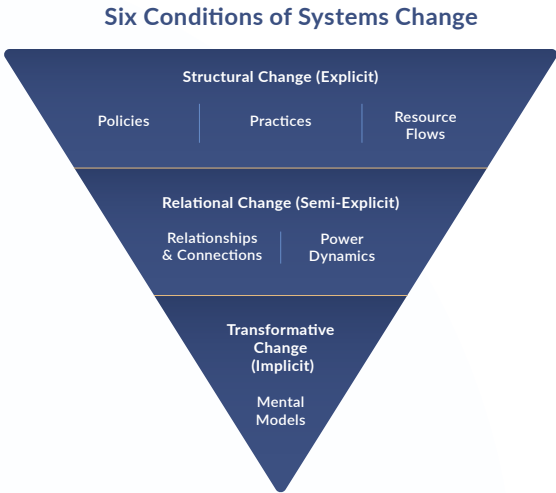 Six Conditions of Systems Change
Structural Change (Explicit)
Policies
Practices
Resource
Flows
Relational Change (Semi-Explicit)
Relationships
& Connections
Power
Dynamics
Transformative
Change
(Implicit)
Mental
Models